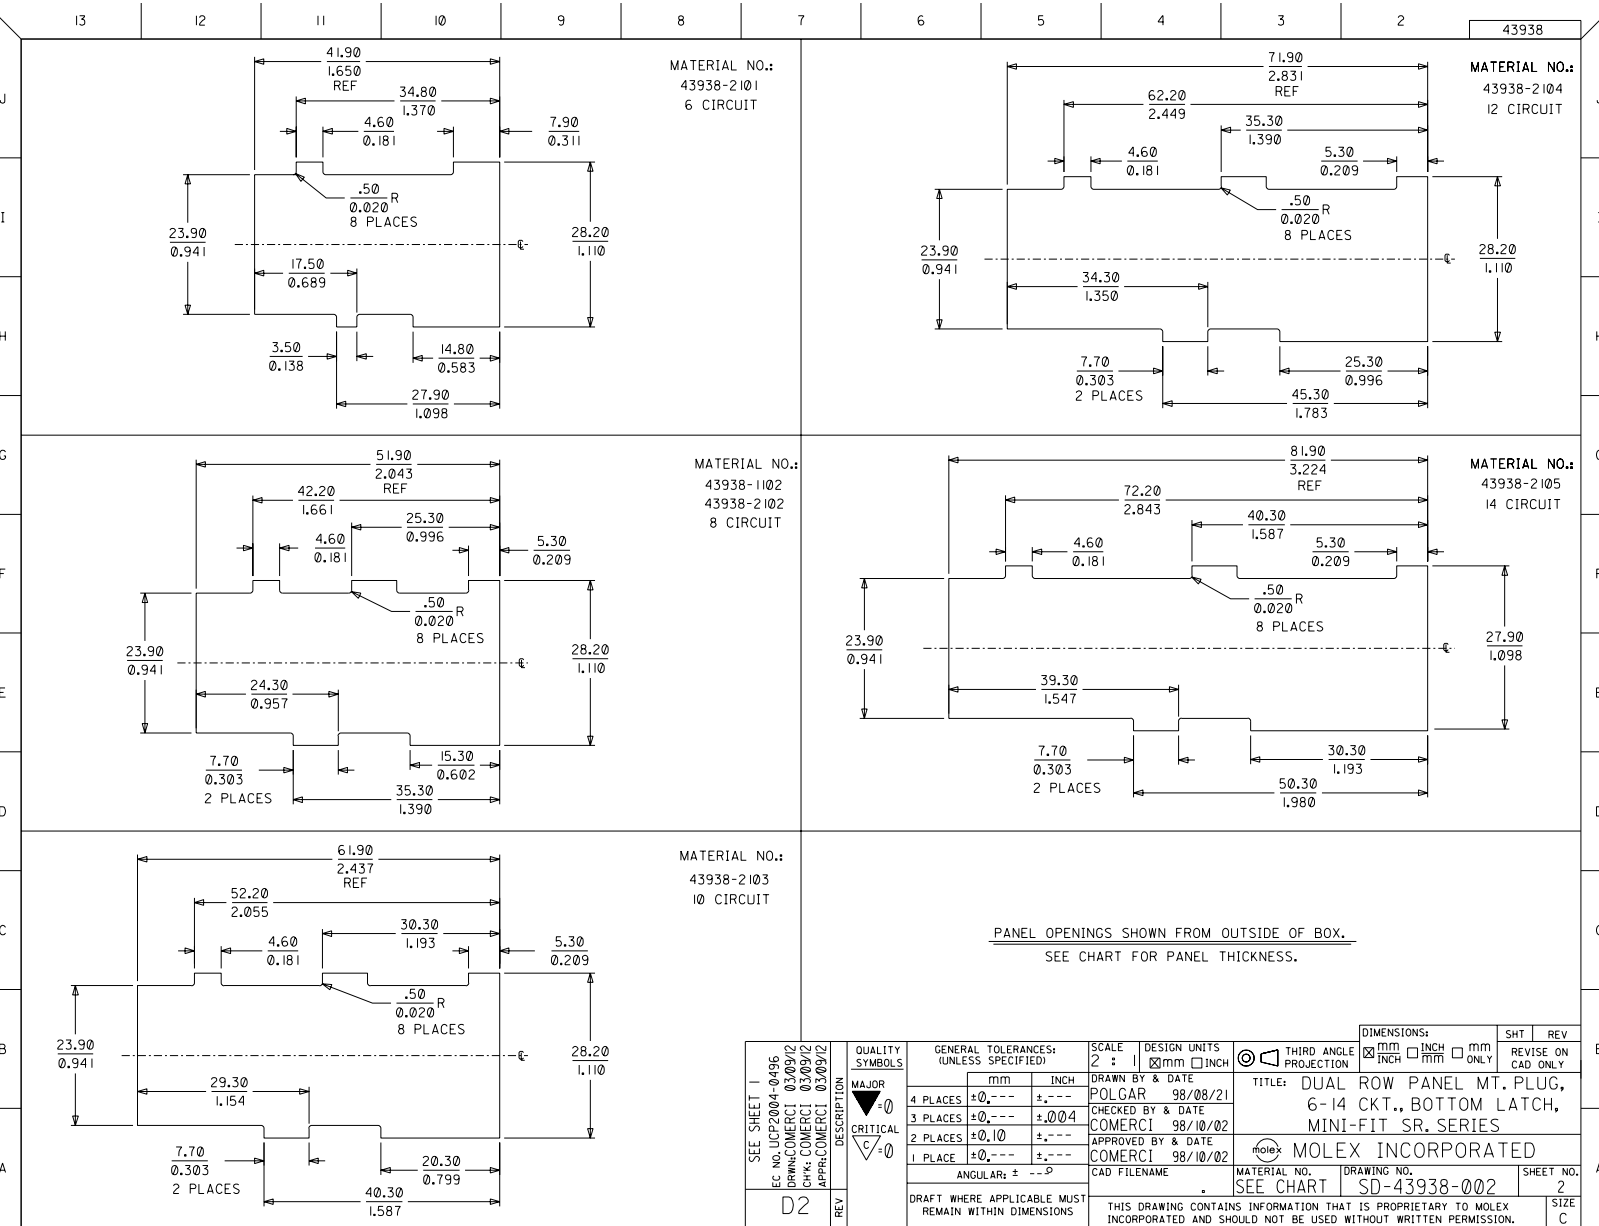 13 12 11 10 9 8 7 6 5 4 3 2
43938
J
I
H
G
F
E
D
C
B
A
41.90
1.650
REF
34.80
1.370
4.60
0.181
7.90
0.311
.50
0.020 R
8 PLACES
23.90
0.941
28.20
1.110
17.50
0.689
3.50
0.138
14.80
0.583
27.90
1.098
MATERIAL NO.:
43938-2101
6 CIRCUIT
71.90
2.831
REF
62.20
2.449
35.30
1.390
4.60
0.181
5.30
0.209
.50
0.020 R
8 PLACES
23.90
0.941
28.20
1.110
34.30
1.350
7.70
0.303
2 PLACES
25.30
0.996
45.30
1.783
MATERIAL NO.:
43938-2104
12 CIRCUIT
51.90
2.043
REF
42.20
1.661
25.30
0.996
4.60
0.181
5.30
0.209
.50
0.020 R
8 PLACES
23.90
0.941
28.20
1.110
24.30
0.957
7.70
0.303
2 PLACES
15.30
0.602
35.30
1.390
MATERIAL NO.:
43938-1102
43938-2102
8 CIRCUIT
81.90
3.224
REF
72.20
2.843
40.30
1.587
4.60
0.181
5.30
0.209
.50
0.020 R
8 PLACES
23.90
0.941
27.90
1.098
39.30
1.547
7.70
0.303
2 PLACES
30.30
1.193
50.30
1.980
MATERIAL NO.:
43938-2105
14 CIRCUIT
61.90
2.437
REF
52.20
2.055
30.30
1.193
4.60
0.181
5.30
0.209
.50
0.020 R
8 PLACES
23.90
0.941
28.20
1.110
29.30
1.154
7.70
0.303
2 PLACES
20.30
0.799
40.30
1.587
MATERIAL NO.:
43938-2103
10 CIRCUIT
PANEL OPENINGS SHOWN FROM OUTSIDE OF BOX.
SEE CHART FOR PANEL THICKNESS.
SEE SHEET 1
EC NO. UCP2004-0496
DRWN:COMERCI 03/09/12
CH'K: COMERCI 03/09/12
APPR:COMERCI 03/09/12
DESCRIPTION
D2
REV
QUALITY
SYMBOLS
MAJOR
=0
CRITICAL
C =0
GENERAL TOLERANCES:
(UNLESS SPECIFIED)
mm INCH
4 PLACES ±0.--- ±.---
3 PLACES ±0.--- ±.004
2 PLACES ±0.10 ±.---
1 PLACE ±0.--- ±.---
ANGULAR: ± --.°
DRAFT WHERE APPLICABLE MUST
REMAIN WITHIN DIMENSIONS
SCALE
2 : 1
DESIGN UNITS
mm INCH
THIRD ANGLE
PROJECTION
DIMENSIONS:
mm
INCH
INCH
mm
mm
ONLY
SHT REV
REVISE ON
CAD ONLY
DRAWN BY & DATE
POLGAR 98/08/21
CHECKED BY & DATE
COMERCI 98/10/02
APPROVED BY & DATE
COMERCI 98/10/02
CAD FILENAME
.
TITLE: DUAL ROW PANEL MT. PLUG,
6-14 CKT., BOTTOM LATCH,
MINI-FIT SR. SERIES
molex MOLEX INCORPORATED
MATERIAL NO.
SEE CHART
DRAWING NO.
SD-43938-002
SHEET NO.
2
THIS DRAWING CONTAINS INFORMATION THAT IS PROPRIETARY TO MOLEX
INCORPORATED AND SHOULD NOT BE USED WITHOUT WRITTEN PERMISSION.
SIZE
C